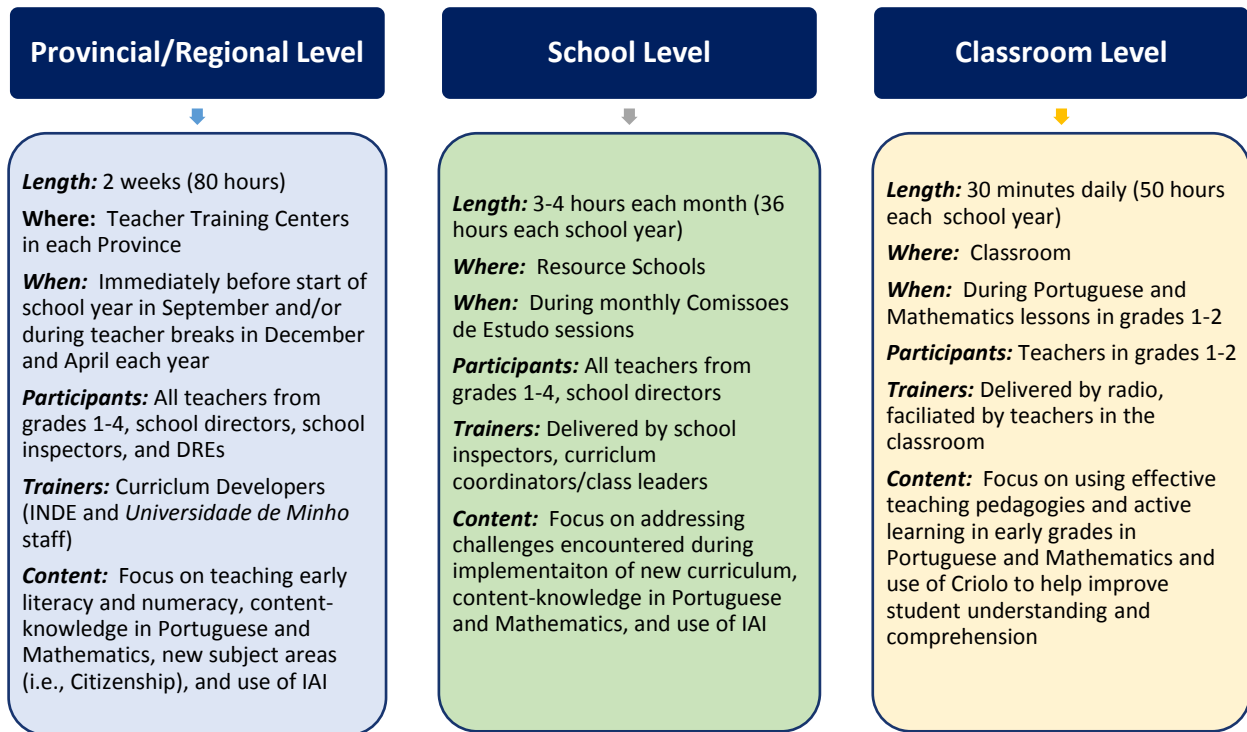 Provincial/Regional Level
Length: 2 weeks (80 hours)
Where: Teacher Training Centers
in each Province
When: Immediately before start of
school year in September and/or
during teacher breaks in December
and April each year
Participants: All teachers from
grades 1-4, school directors, school
inspectors, and DREs
Trainers: Curriclum Developers
(INDE and Universidade de Minho
staff)
Content: Focus on teaching early
literacy and numeracy, content-
knowledge in Portuguese and
Mathematics, new subject areas
(i.e., Citizenship), and use of IAI
School Level
Length: 3-4 hours each month (36
hours each school year)
Where: Resource Schools
When: During monthly Comissoes
de Estudo sessions
Participants: All teachers from
grades 1-4, school directors
Trainers: Delivered by school
inspectors, curriclum
coordinators/class leaders
Content: Focus on addressing
challenges encountered during
implementaiton of new curriculum,
content-knowledge in Portuguese
and Mathematics, and use of IAI
Classroom Level
Length: 30 minutes daily (50 hours
each school year)
Where: Classroom
When: During Portuguese and
Mathematics lessons in grades 1-2
Participants: Teachers in grades 1-2
Trainers: Delivered by radio,
faciliated by teachers in the
classroom
Content: Focus on using effective
teaching pedagogies and active
learning in early grades in
Portuguese and Mathematics and
use of Criolo to help improve
student understanding and
comprehension